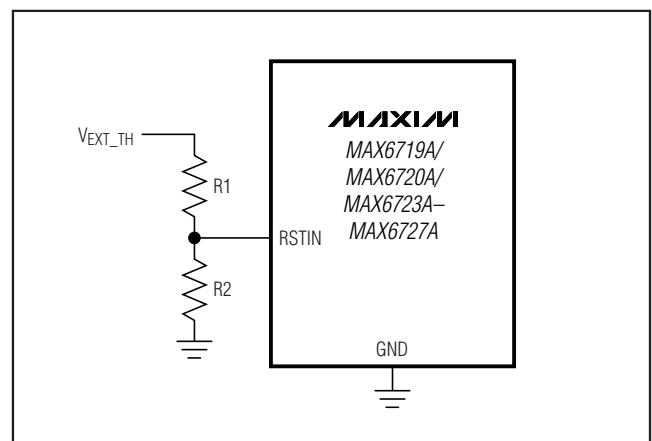 MAXIM
MAX6719A/
MAX6720A/
MAX6723A–
MAX6727A
VEXT_TH
R1
RSTIN
R2
GND